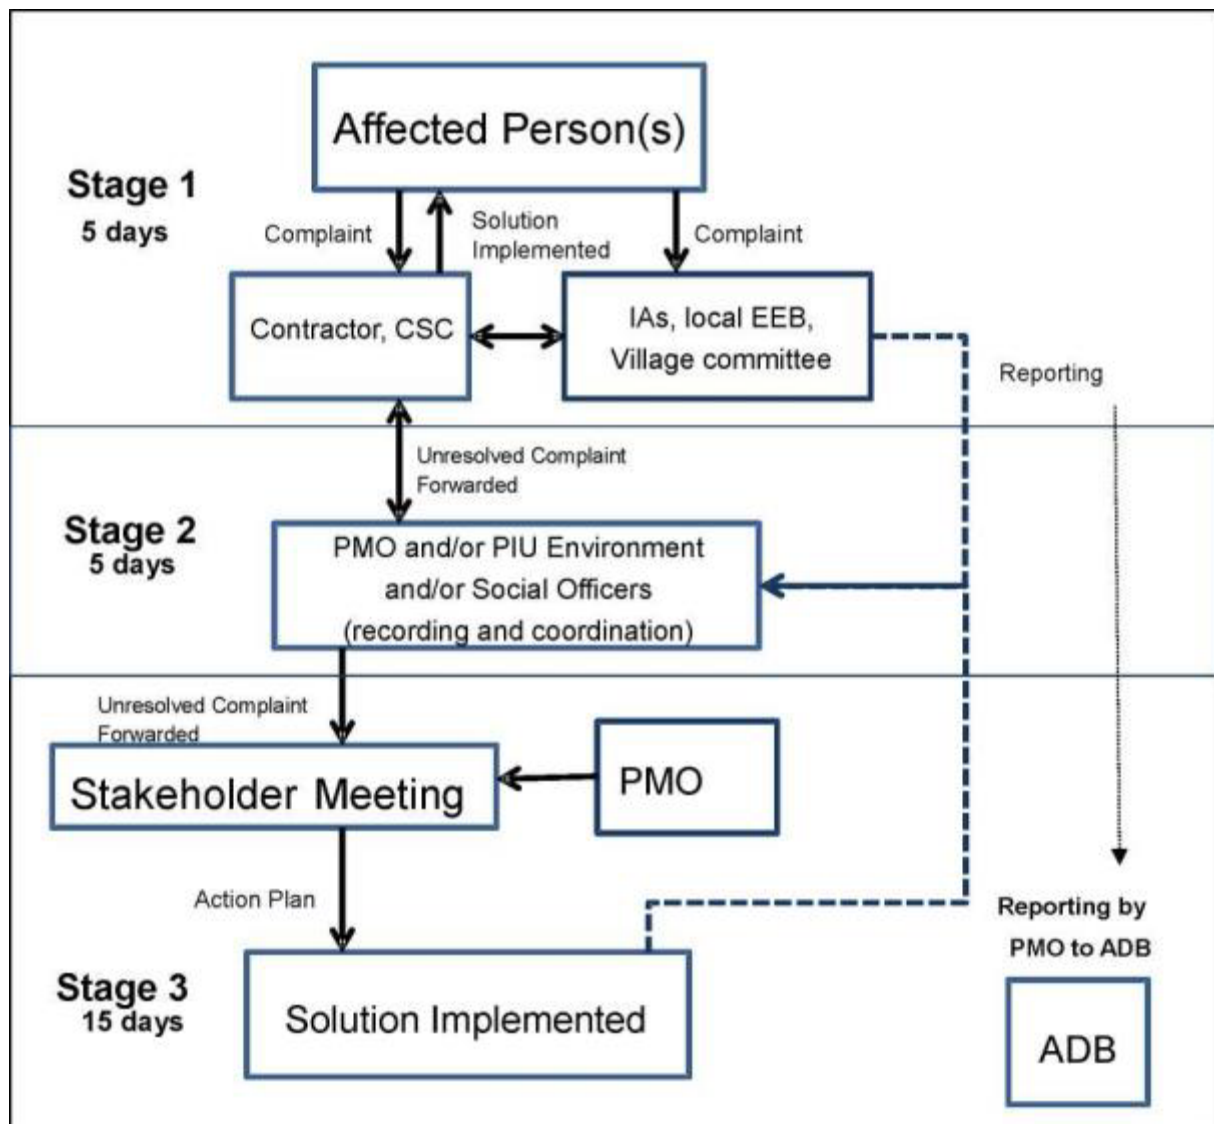 Affected Person(s)
Stage 1
5 days
Complaint
Solution
Implemented
Complaint
Contractor, CSC
IAs, local EEB,
Village committee
Reporting
Unresolved Complaint
Forwarded
Stage 2
5 days
PMO and/or PIU Environment
and/or Social Officers
(recording and coordination)
Unresolved Complaint
Forwarded
Stakeholder Meeting
PMO
Action Plan
Reporting by
PMO to ADB
Stage 3
15 days
Solution Implemented
ADB